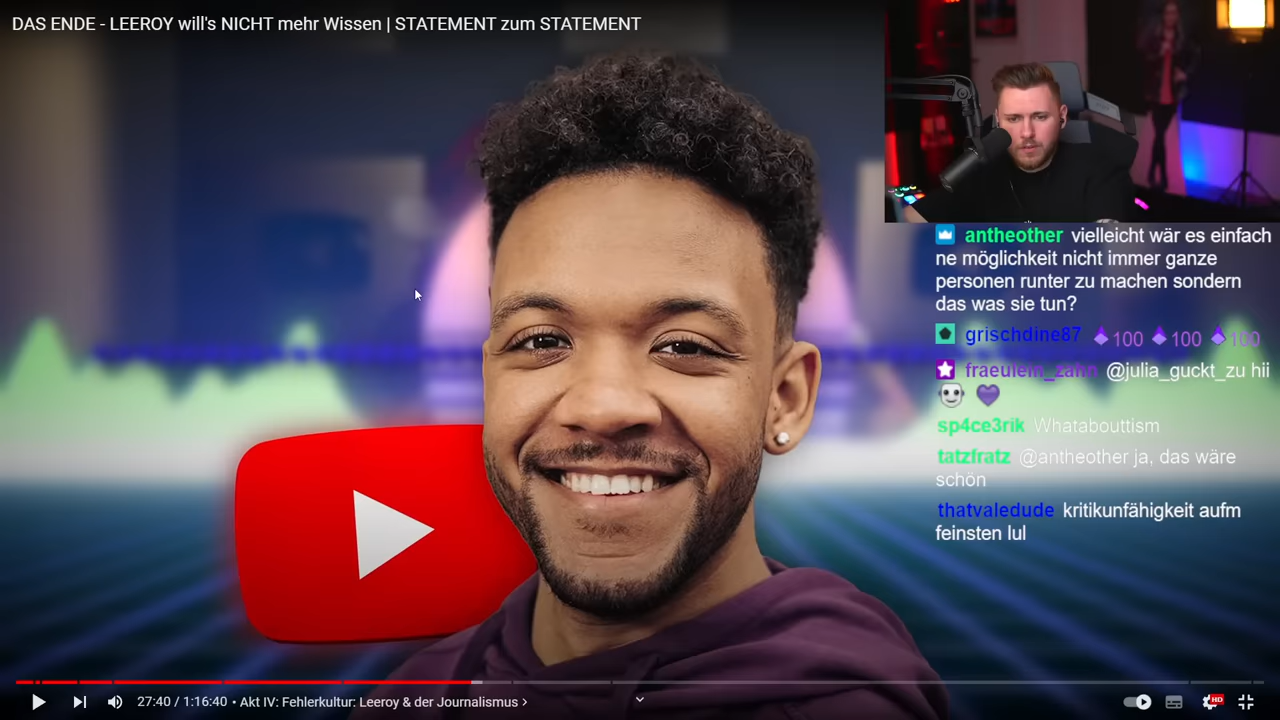 DAS ENDE - LEEROY will's NICHT mehr Wissen | STATEMENT zum STATEMENT
antheother vielleicht wär es einfach
ne möglichkeit nicht immer ganze
personen runter zu machen sondern
das was sie tun?
grischdine87 100 100 100
fraeulein_zahn @julia_guckt_zu hii
sp4ce3rik Whatabouttism
tatzfratz @antheother ja, das wäre
schön
thatvaledude kritikunfähigkeit aufm
feinsten lul
27:40 / 1:16:40 • Akt IV: Fehlerkultur: Leeroy & der Journalismus
HD